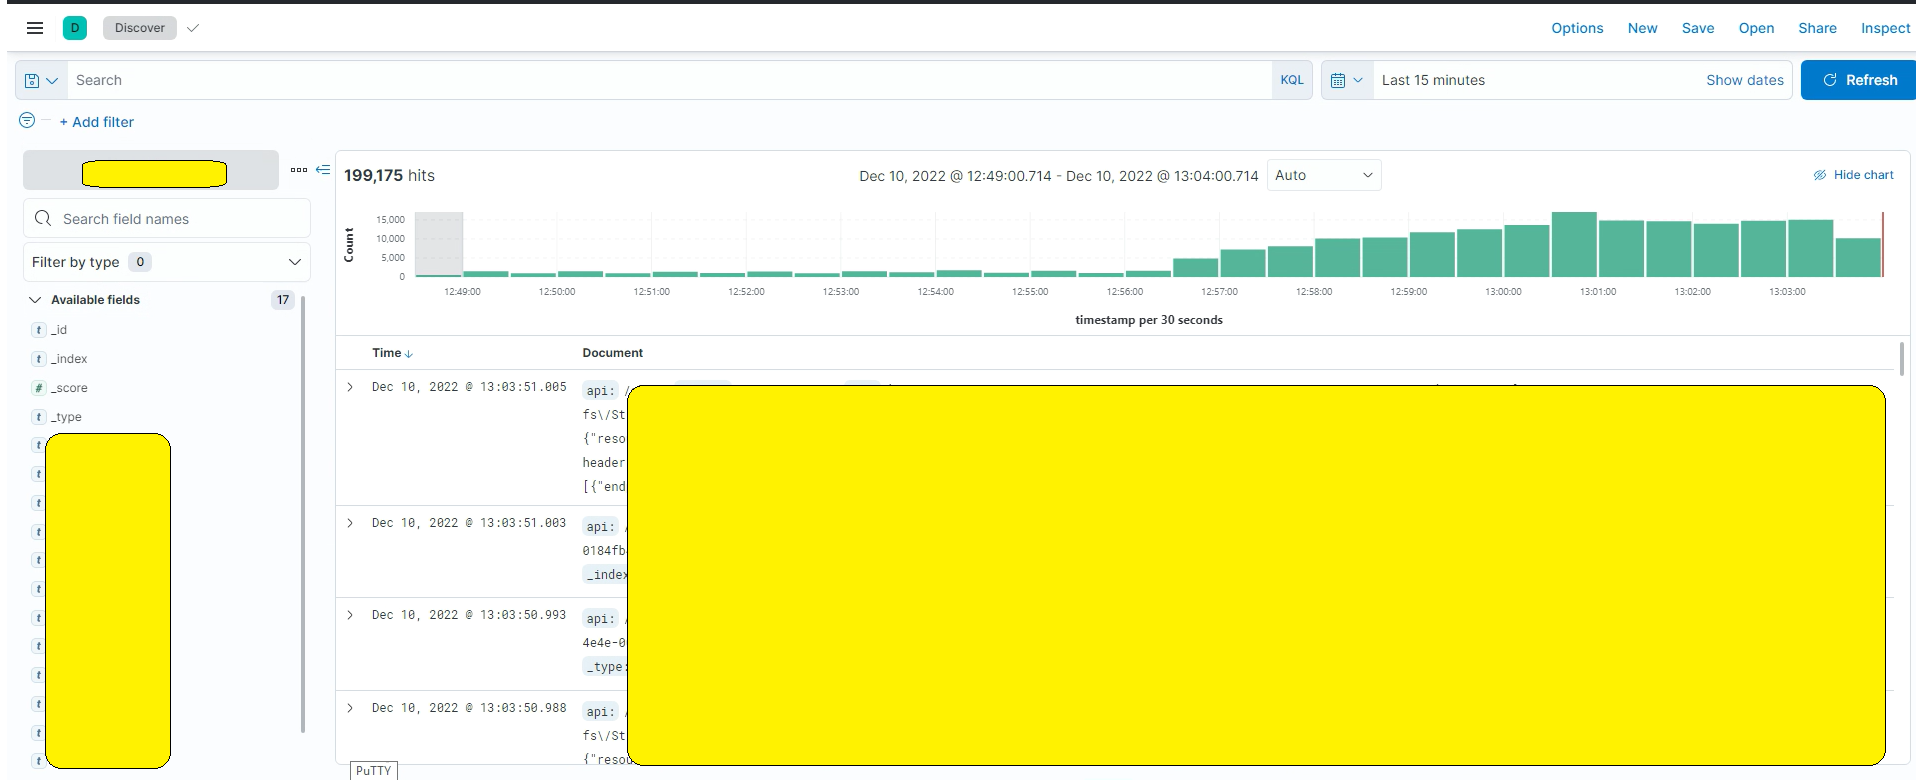 D Discover Options New Save Open Share Inspect
Search KQL Last 15 minutes Show dates Refresh
+ Add filter
199,175 hits Dec 10, 2022 @ 12:49:00.714 - Dec 10, 2022 @ 13:04:00.714 Auto Hide chart
Search field names
Filter by type 0
Available fields 17
t _id
t _index
# _score
t _type
t
t
t
t
t
t
t
t
t
t
t
t
Count
15,000
10,000
5,000
0
12:49:00 12:50:00 12:51:00 12:52:00 12:53:00 12:54:00 12:55:00 12:56:00 12:57:00 12:58:00 12:59:00 13:00:00 13:01:00 13:02:00 13:03:00
timestamp per 30 seconds
Time Document
Dec 10, 2022 @ 13:03:51.005 api: /
fs\/St
{"reso
header
[{"end
Dec 10, 2022 @ 13:03:51.003 api: /
0184fb
_index
Dec 10, 2022 @ 13:03:50.993 api: /
4e4e-0
_type:
Dec 10, 2022 @ 13:03:50.988 api: /
fs\/St
{"resou
PuTTY